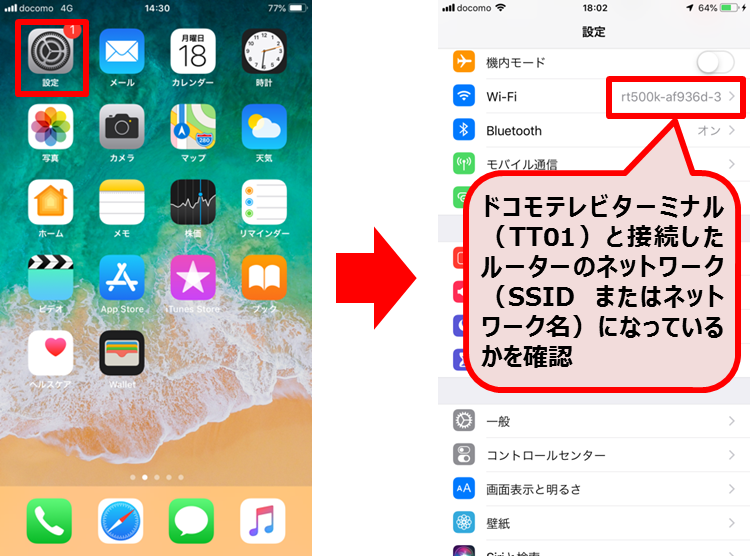 docomo 4G 14:30 77%
1
月曜日
18
設定 メール カレンダー 時計
280
写真 カメラ マップ 天気
ホーム メモ 株価 リマインダー
ビデオ App Store iTunes Store ブック
ヘルスケア Wallet
docomo 18:02 64%
設定
機内モード
Wi-Fi rt500k-af936d-3
Bluetooth オン
モバイル通信
ドコモテレビターミナル
（TT01）と接続した
ルーターのネットワーク
（SSID またはネット
ワーク名）になっている
かを確認
一般
コントロールセンター
AA 画面表示と明るさ
壁紙
Siriと検索